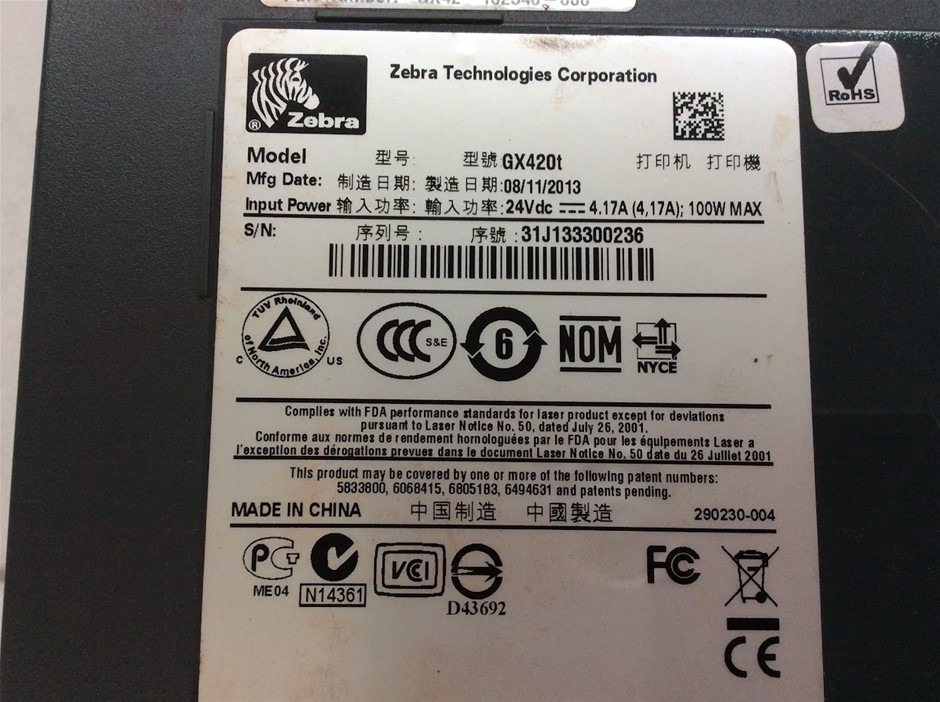 Zebra Technologies Corporation
® Zebra
RoHS
Model 型号: 型號: GX420t 打印机 打印機
Mfg Date: 制造日期: 製造日期: 08/11/2013
Input Power 输入功率: 輸入功率: 24Vdc 4.17A (4,17A); 100W MAX
S/N: 序列号: 序號: 31J133300236
TUV Rheinland
of North America, Inc.
C US
CCC S&E
6
NOM
NYCE
Complies with FDA performance standards for laser product except for deviations
pursuant to Laser Notice No. 50, dated July 26, 2001.
Conforme aux normes de rendement homologuées par le FDA pour les équipements Laser a
l'exception des dérogations prevues dans le document Laser Notice No. 50 date du 26 Juillet 2001
This product may be covered by one or more of the following patent numbers:
5833800, 6068415, 6805183, 6494631 and patents pending.
MADE IN CHINA 中国制造 中國製造 290230-004
PCT
ME04
N14361
VCI
D43692
FC
CE